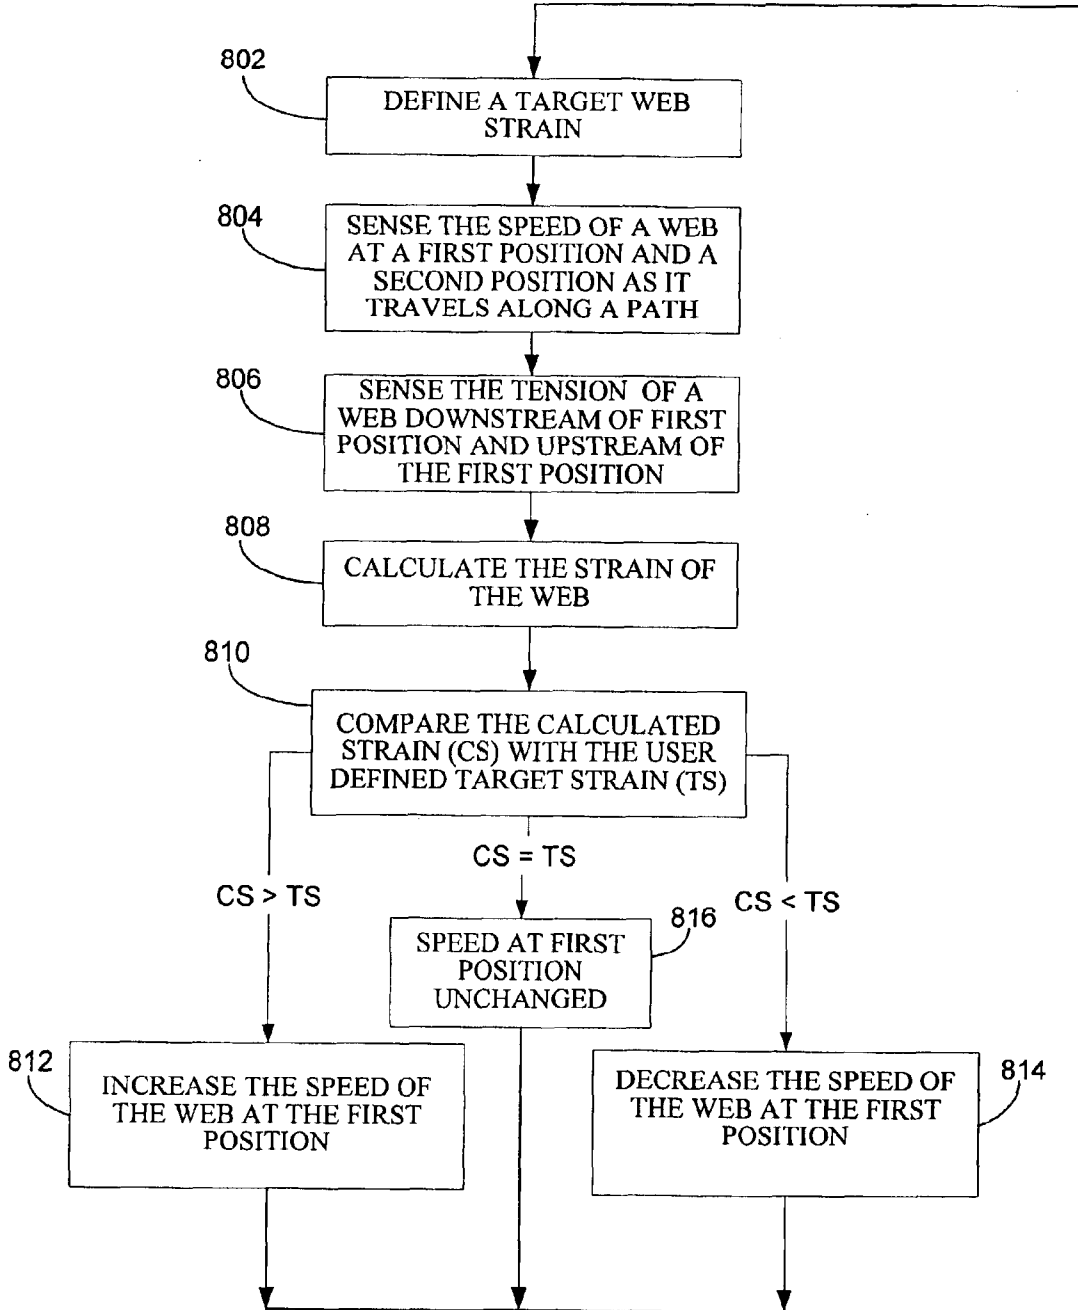 802
DEFINE A TARGET WEB
STRAIN
804
SENSE THE SPEED OF A WEB
AT A FIRST POSITION AND A
SECOND POSITION AS IT
TRAVELS ALONG A PATH
806
SENSE THE TENSION OF A
WEB DOWNSTREAM OF FIRST
POSITION AND UPSTREAM OF
THE FIRST POSITION
808
CALCULATE THE STRAIN OF
THE WEB
810
COMPARE THE CALCULATED
STRAIN (CS) WITH THE USER
DEFINED TARGET STRAIN (TS)
CS > TS
CS = TS
CS < TS
816
SPEED AT FIRST
POSITION
UNCHANGED
812
INCREASE THE SPEED OF
THE WEB AT THE FIRST
POSITION
814
DECREASE THE SPEED OF
THE WEB AT THE FIRST
POSITION